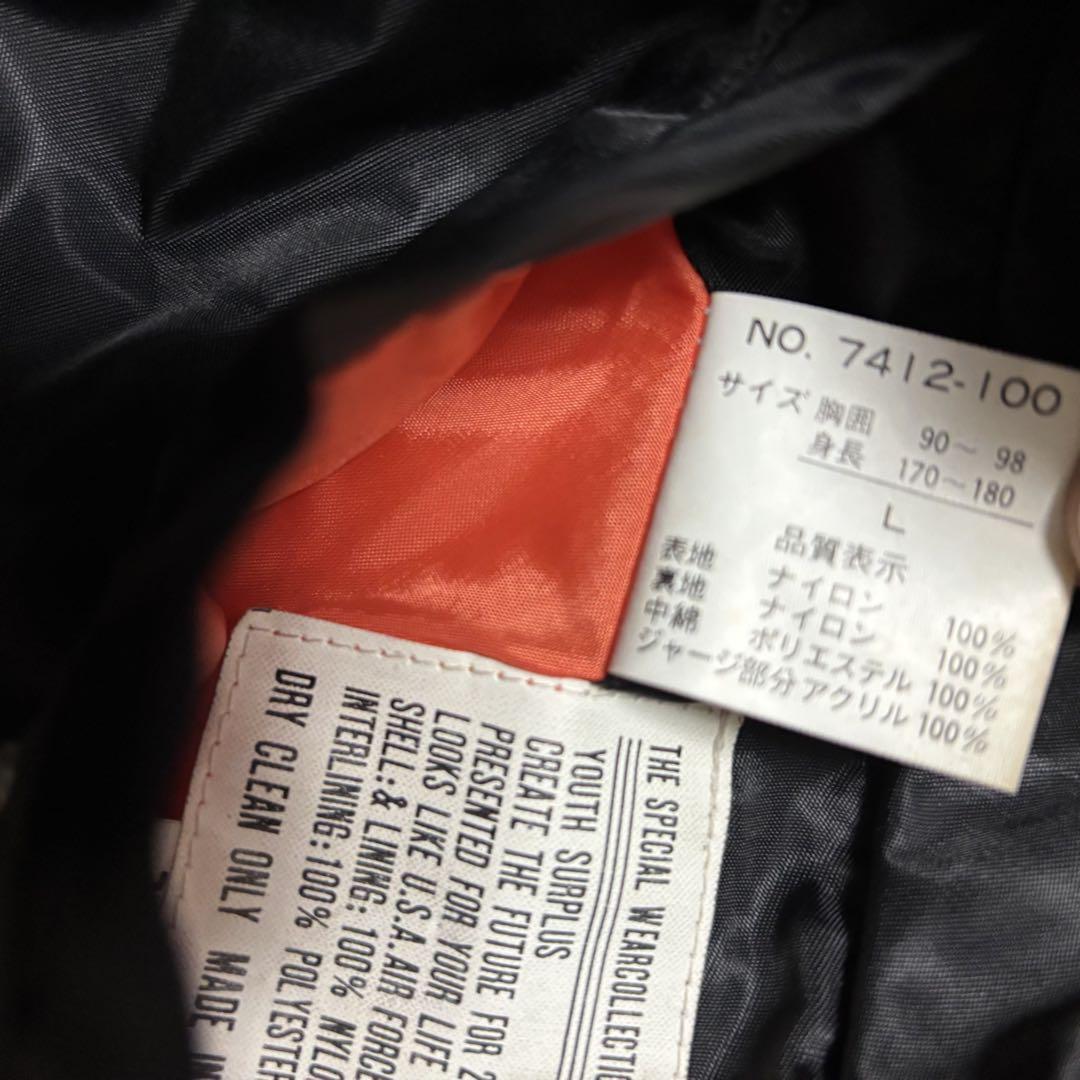 NO. 7412-100
サイズ 胸囲 90〜98
身長 170〜180
L
品質表示
表地 ナイロン 100%
裏地 ナイロン 100%
中綿 ポリエステル 100%
ジャージ部分アクリル 100%
THE SPECIAL
YOUTH SURPLUS
CREATE THE FUTURE FOR
PRESENTED FOR YOUR LIFE
LOOKS LIKE U.S.A. AIR FORCE
SHELL: & LINING: 100%
INTERLINING: 100%
DRY CLEAN ONLY MADE IN